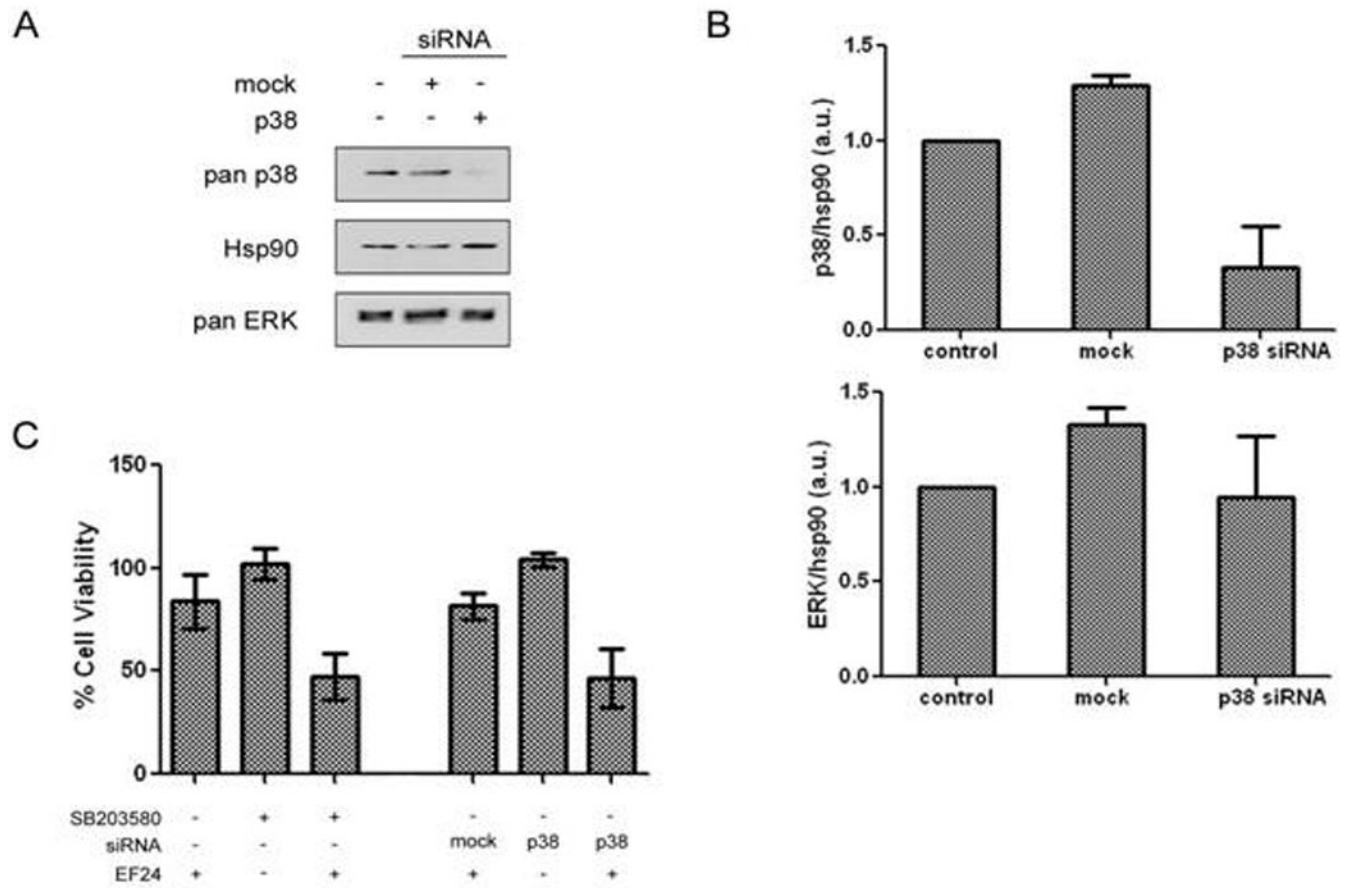 A
siRNA
mock - + -
p38 - - +
pan p38
Hsp90
pan ERK
B
p38/hsp90 (a.u.)
1.5
1.0
0.5
0.0
control mock p38 siRNA
ERK/hsp90 (a.u.)
1.5
1.0
0.5
0.0
control mock p38 siRNA
C
% Cell Viability
150
100
50
0
SB203580 - + + - - -
siRNA - - - mock p38 p38
EF24 + - + + - +